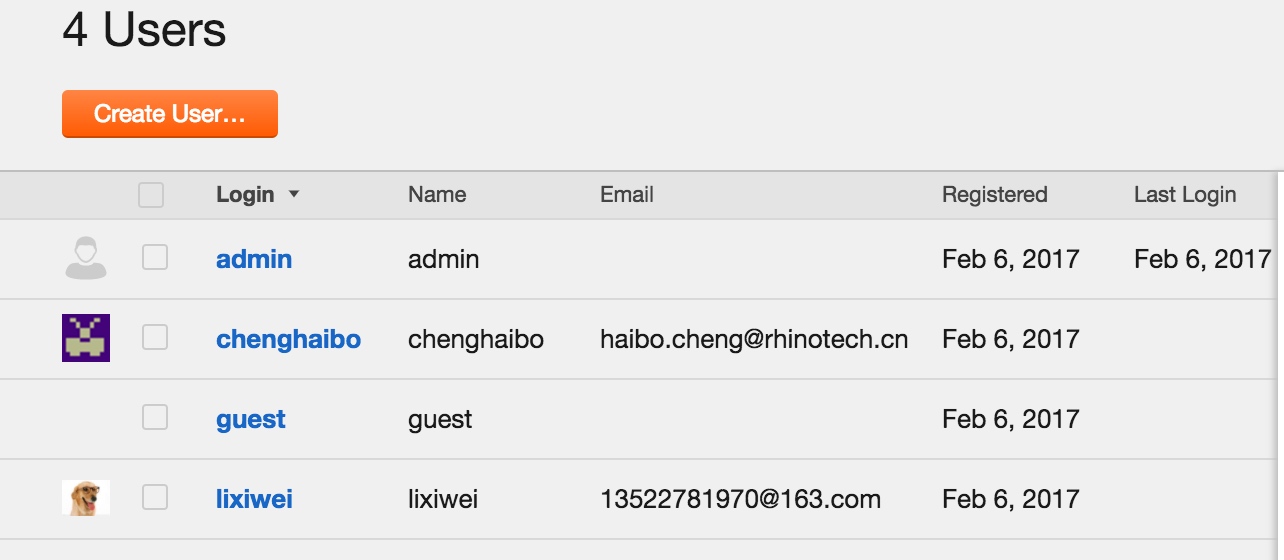 4 Users
Create User...
Login Name Email Registered Last Login
admin admin Feb 6, 2017 Feb 6, 2017
chenghaibo chenghaibo haibo.cheng@rhinotech.cn Feb 6, 2017
guest guest Feb 6, 2017
lixiwei lixiwei 13522781970@163.com Feb 6, 2017